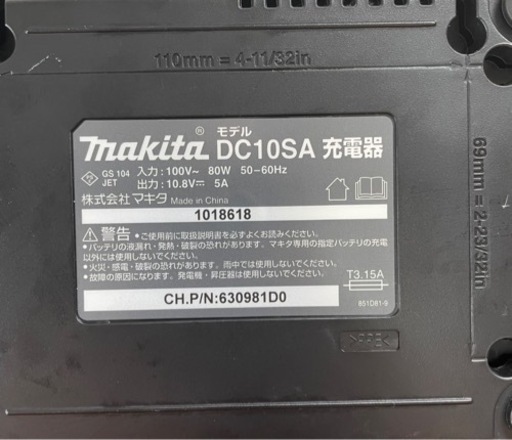 110mm = 4-11/32in
makita® モデル DC10SA 充電器
PS E GS 104 JET 入力:100V~ 80W 50-60Hz
出力:10.8V⎓ 5A
株式会社 マキタ Made in China
1018618
警告 ●ご使用前に取扱説明書を必ずよくお読みください。
●バッテリの液漏れ・発熱・破裂の恐れがあります。マキタ専用の指定バッテリの充電
以外には使用しないでください。
●火災・感電・破裂の恐れがあります。雨中では使用しないでください。
●故障の原因になります。発電機・昇圧器は使用しないでください。
T3.15A
CH.P/N:630981D0
851D81-9
69mm = 2-23/32in
>ABS<